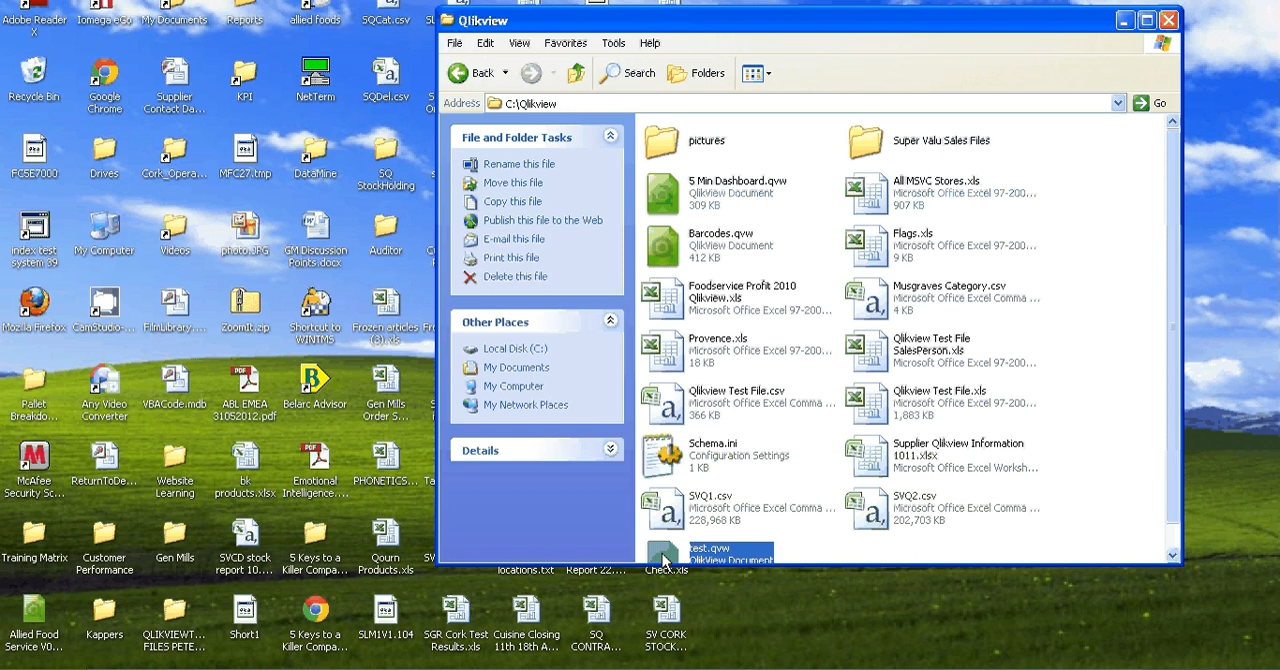 Adobe Reader
X
Iomega eGo
My Documents
Reports
allied foods
SQCat.csv
Recycle Bin
Google
Chrome
Supplier
Contact Da...
KPI
NetTerm
SQDel.csv
FC5E7000
Drives
Cork_Opera...
MFC27.tmp
DataMine
SQ
StockHolding
index test
system 39
My Computer
Videos
photo.JPG
GM Discussion
Points.docx
Auditor
Mozilla Firefox
CamStudio-...
FilmLibrary....
ZoomIt.zip
Shortcut to
WINTMS
Frozen articles
(3).xls
Pallet
Breakdo...
Any Video
Converter
VBACode.mdb
ABL EMEA
31052012.pdf
Belarc Advisor
Gen Mills
Order S...
McAfee
Security Sc...
ReturnToDe...
Website
Learning
bk
products.xlsx
Emotional
Intelligence....
PHONETICS...
Training Matrix
Customer
Performance
Gen Mills
SVCD stock
report 10....
5 Keys to a
Killer Compa...
Qourn
Products.xls
locations.txt
Report 22....
Check.xls
Allied Food
Service V0...
Kappers
QLIKVIEWT...
FILES PETE...
Short1
5 Keys to a
Killer Compa...
SLM1V1.104
SGR Cork Test
Results.xls
Cuisine Closing
11th 18th A...
SQ
CONTRA...
SV CORK
STOCK...
Qlikview
File Edit View Favorites Tools Help
Back Search Folders
Address C:\Qlikview Go
File and Folder Tasks
Rename this file
Move this file
Copy this file
Publish this file to the Web
E-mail this file
Print this file
Delete this file
Other Places
Local Disk (C:)
My Documents
My Computer
My Network Places
Details
pictures
Super Valu Sales Files
5 Min Dashboard.qvw
QlikView Document
309 KB
All MSVC Stores.xls
Microsoft Office Excel 97-200...
907 KB
Barcodes.qvw
QlikView Document
412 KB
Flags.xls
Microsoft Office Excel 97-200...
9 KB
Foodservice Profit 2010
Qlikview.xls
Microsoft Office Excel 97-200...
Musgraves Category.csv
Microsoft Office Excel Comma ...
4 KB
Provence.xls
Microsoft Office Excel 97-200...
18 KB
Qlikview Test File
SalesPerson.xls
Microsoft Office Excel 97-200...
Qlikview Test File.csv
Microsoft Office Excel Comma ...
366 KB
Qlikview Test File.xls
Microsoft Office Excel 97-200...
1,883 KB
Schema.ini
Configuration Settings
1 KB
Supplier Qlikview Information
1011.xlsx
Microsoft Office Excel Worksh...
SVQ1.csv
Microsoft Office Excel Comma ...
228,968 KB
SVQ2.csv
Microsoft Office Excel Comma ...
202,703 KB
test.qvw
QlikView Document